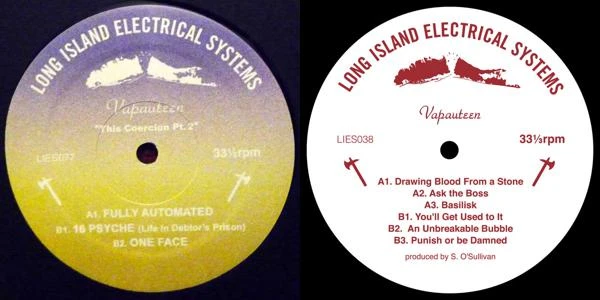 LONG ISLAND ELECTRICAL SYSTEMS
Vapauteen
"This Coercion Pt. 2"
LIES077
33⅓rpm
A1. FULLY AUTOMATED
B1. 16 PSYCHE (Life In Debtor's Prison)
B2. ONE FACE
LONG ISLAND ELECTRICAL SYSTEMS
Vapauteen
LIES038
33⅓rpm
A1. Drawing Blood From a Stone
A2. Ask the Boss
A3. Basilisk
B1. You'll Get Used to It
B2. An Unbreakable Bubble
B3. Punish or be Damned
produced by S. O'Sullivan